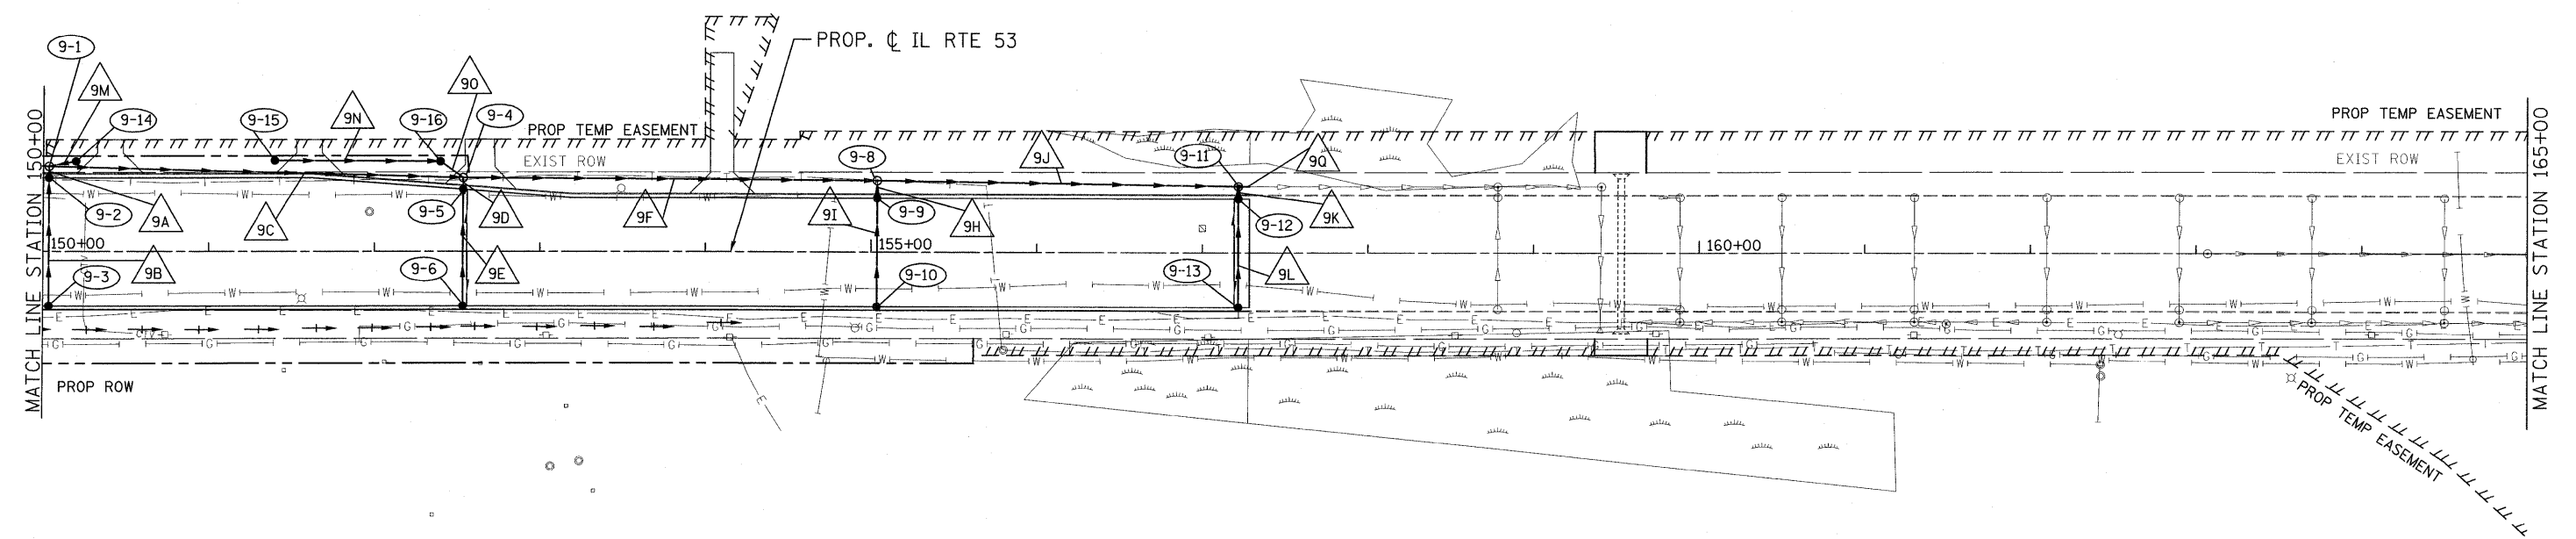 9-1
PROP. ℄ IL RTE 53
9M
9O
9-14
9-15
9N
9-16
9-4
PROP TEMP EASEMENT
PROP TEMP EASEMENT
EXIST ROW
9-8
9J
9-11
9Q
EXIST ROW
MATCH LINE STATION 150+00
MATCH LINE STATION 165+00
9-2
9A
9C
9-5
9D
9F
9I
9-9
9H
9-12
9K
150+00
155+00
160+00
9-3
9B
9-6
9E
9-10
9-13
9L
PROP ROW
PROP TEMP EASEMENT